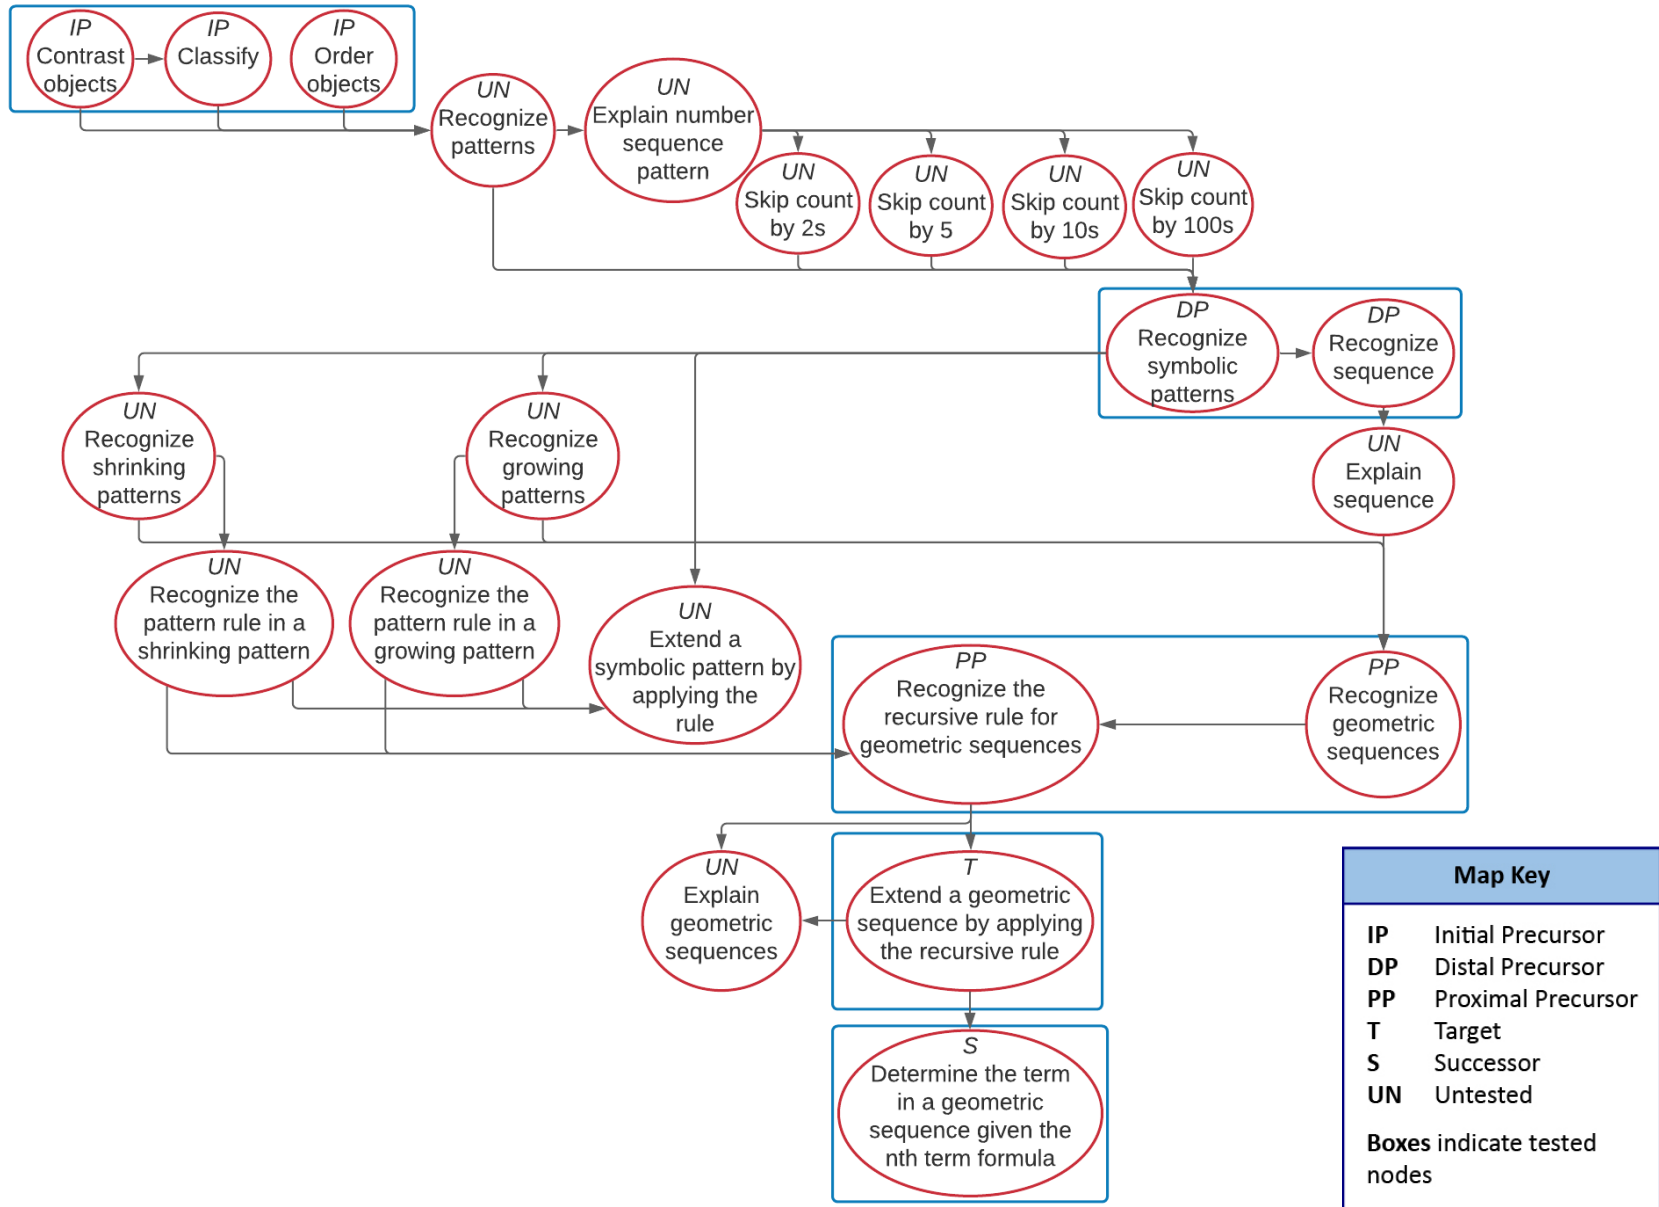 IP
Contrast
objects
IP
Classify
IP
Order
objects
UN
Recognize
patterns
UN
Explain number
sequence
pattern
UN
Skip count
by 2s
UN
Skip count
by 5
UN
Skip count
by 10s
UN
Skip count
by 100s
DP
Recognize
symbolic
patterns
DP
Recognize
sequence
UN
Recognize
shrinking
patterns
UN
Recognize
growing
patterns
UN
Explain
sequence
UN
Recognize the
pattern rule in a
shrinking pattern
UN
Recognize the
pattern rule in a
growing pattern
UN
Extend a
symbolic pattern by
applying the
rule
PP
Recognize the
recursive rule for
geometric sequences
PP
Recognize
geometric
sequences
UN
Explain
geometric
sequences
T
Extend a geometric
sequence by applying
the recursive rule
S
Determine the term
in a geometric
sequence given the
nth term formula
Map Key
IP Initial Precursor
DP Distal Precursor
PP Proximal Precursor
T Target
S Successor
UN Untested
Boxes indicate tested
nodes